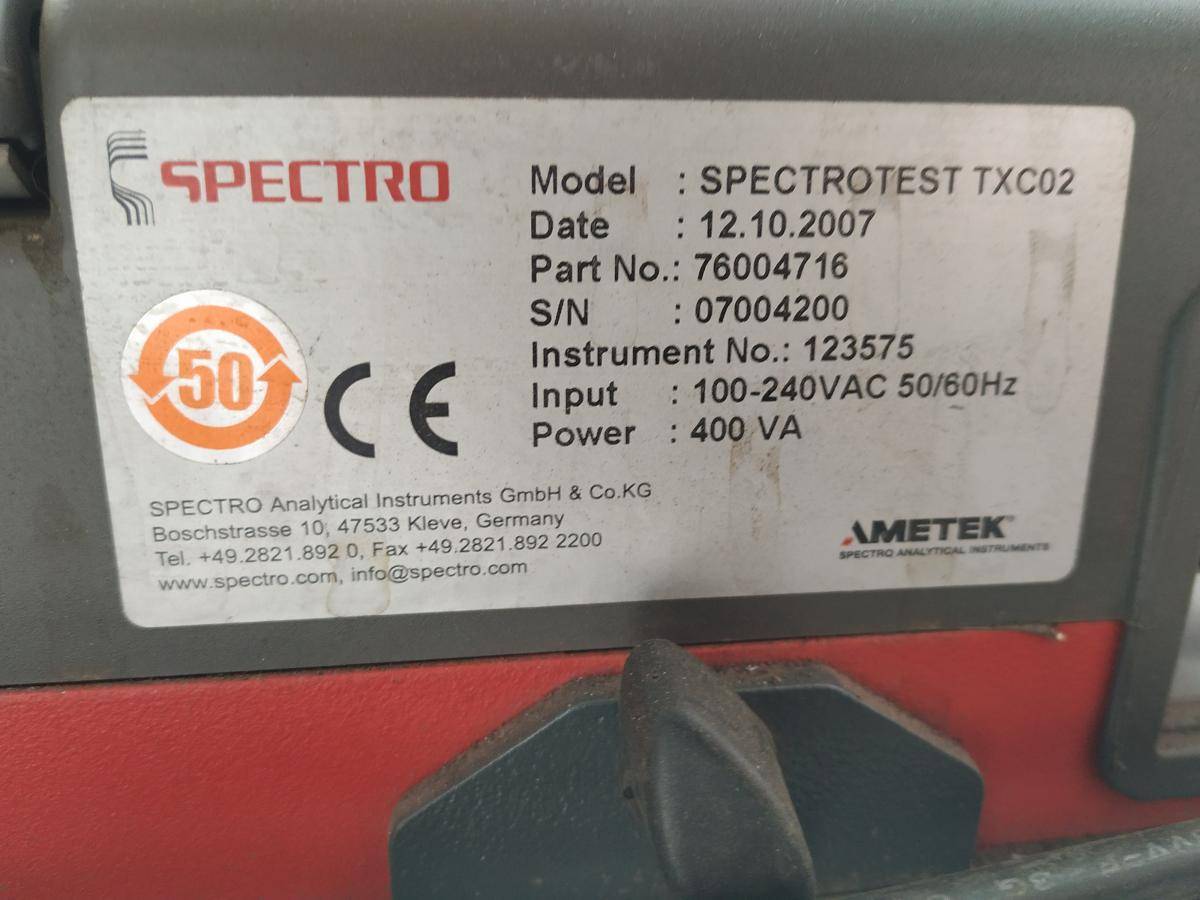 SPECTRO
Model : SPECTROTEST TXC02
Date : 12.10.2007
Part No.: 76004716
S/N : 07004200
Instrument No.: 123575
Input : 100-240VAC 50/60Hz
Power : 400 VA
50
CE
SPECTRO Analytical Instruments GmbH & Co.KG
Boschstrasse 10, 47533 Kleve, Germany
Tel. +49.2821.892 0, Fax +49.2821.892 2200
www.spectro.com, info@spectro.com
AMETEK®
SPECTRO ANALYTICAL INSTRUMENTS